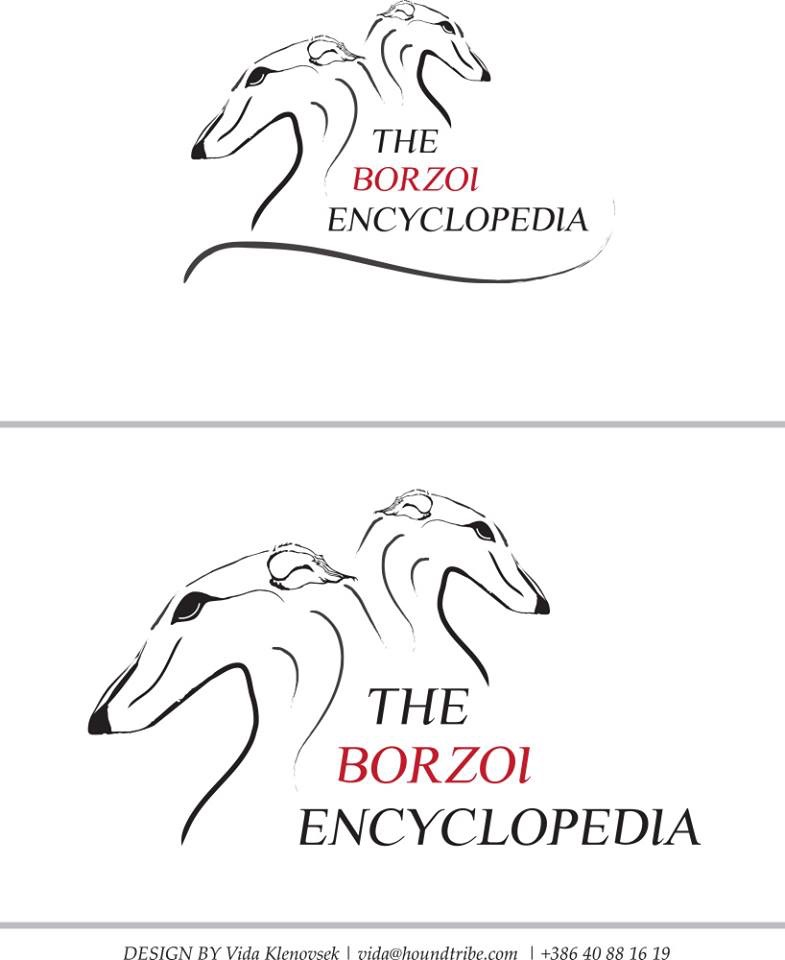 THE
BORZOI
ENCYCLOPEDIA
THE
BORZOI
ENCYCLOPEDIA
DESIGN BY Vida Klenovsek | vida@houndtribe.com | +386 40 88 16 19